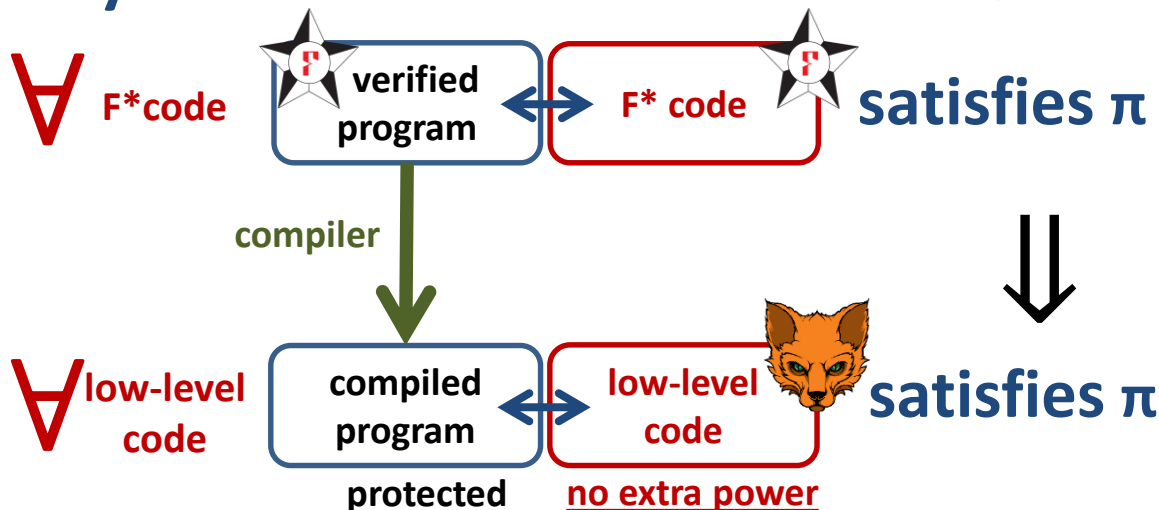 ∀ F*code
verified
program
F* code
satisfies π
compiler
⇓
∀ low-level
code
compiled
program
low-level
code
satisfies π
protected
no extra power